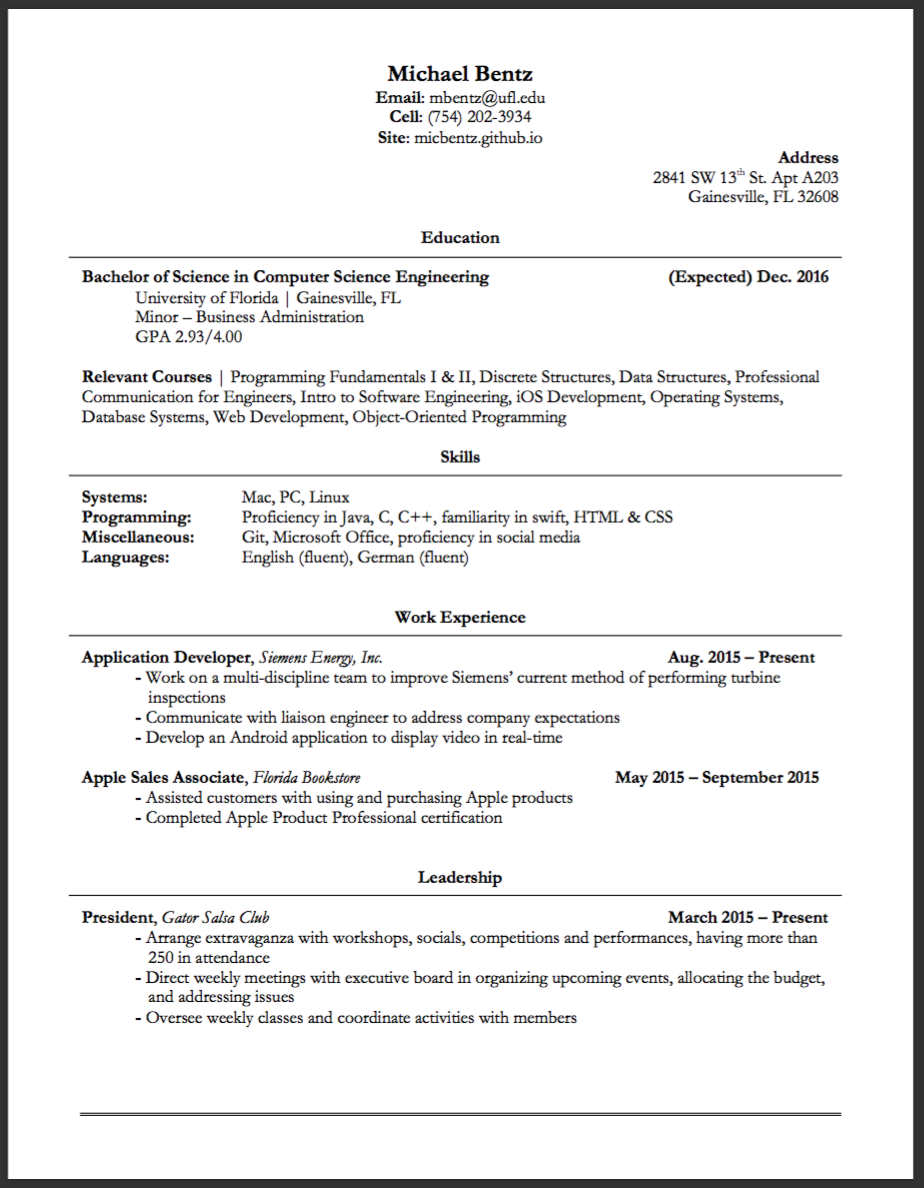 Michael Bentz
Email: mbentz@ufl.edu
Cell: (754) 202-3934
Site: micbentz.github.io
Address
2841 SW 13th St. Apt A203
Gainesville, FL 32608
Education
Bachelor of Science in Computer Science Engineering (Expected) Dec. 2016
University of Florida | Gainesville, FL
Minor – Business Administration
GPA 2.93/4.00
Relevant Courses | Programming Fundamentals I & II, Discrete Structures, Data Structures, Professional
Communication for Engineers, Intro to Software Engineering, iOS Development, Operating Systems,
Database Systems, Web Development, Object-Oriented Programming
Skills
Systems: Mac, PC, Linux
Programming: Proficiency in Java, C, C++, familiarity in swift, HTML & CSS
Miscellaneous: Git, Microsoft Office, proficiency in social media
Languages: English (fluent), German (fluent)
Work Experience
Application Developer, Siemens Energy, Inc. Aug. 2015 – Present
- Work on a multi-discipline team to improve Siemens' current method of performing turbine
inspections
- Communicate with liaison engineer to address company expectations
- Develop an Android application to display video in real-time
Apple Sales Associate, Florida Bookstore May 2015 – September 2015
- Assisted customers with using and purchasing Apple products
- Completed Apple Product Professional certification
Leadership
President, Gator Salsa Club March 2015 – Present
- Arrange extravaganza with workshops, socials, competitions and performances, having more than
250 in attendance
- Direct weekly meetings with executive board in organizing upcoming events, allocating the budget,
and addressing issues
- Oversee weekly classes and coordinate activities with members